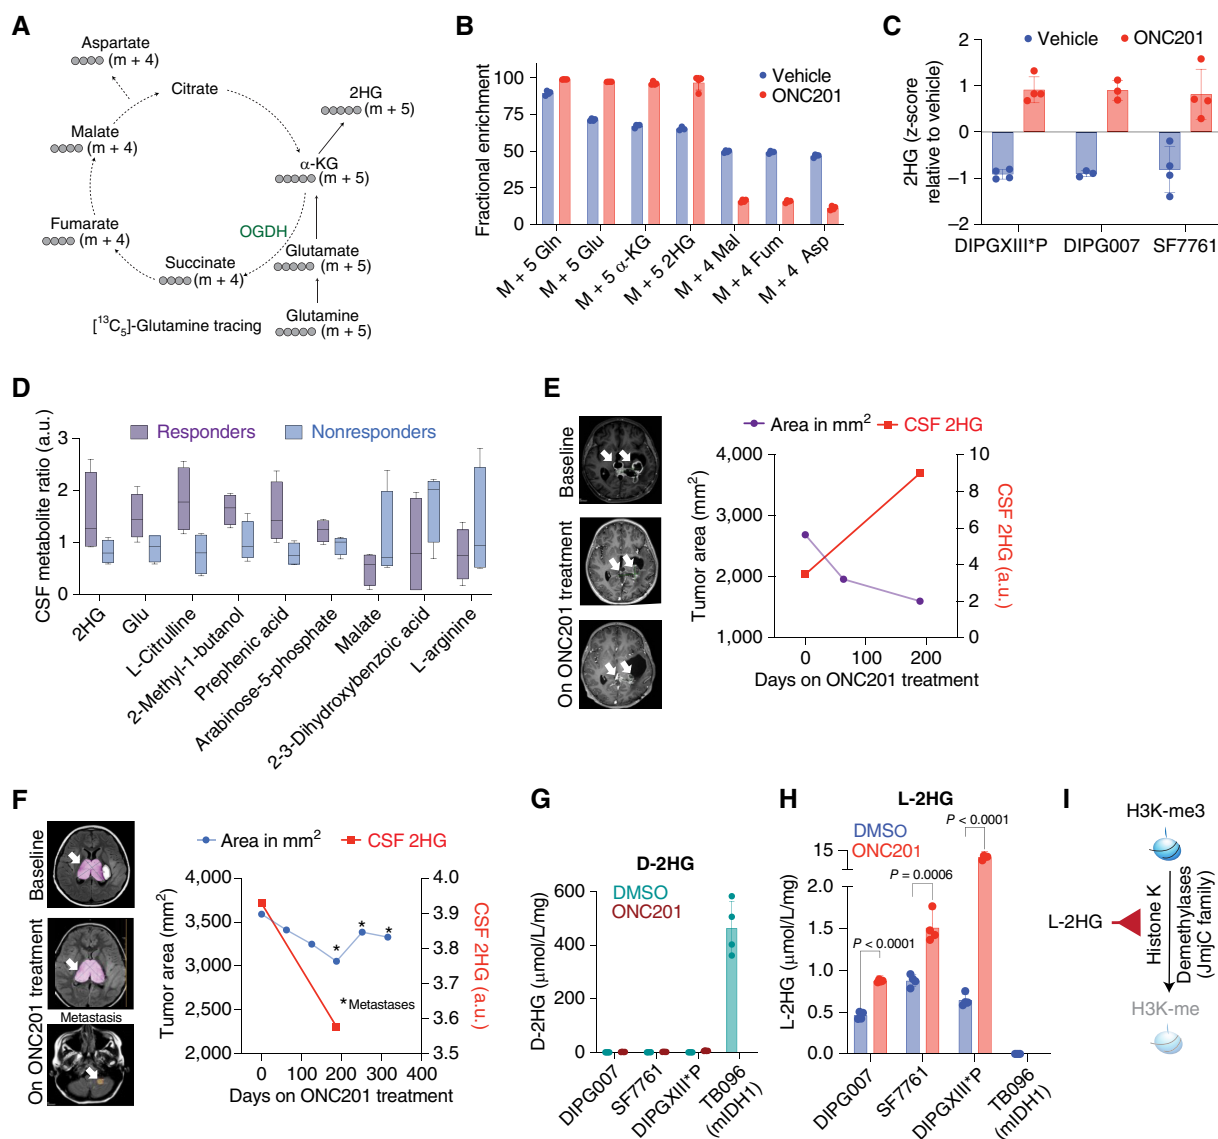 A
Aspartate
(m + 4)
Citrate
2HG
(m + 5)
Malate
(m + 4)
α-KG
(m + 5)
OGDH
Fumarate
(m + 4)
Glutamate
(m + 5)
Succinate
(m + 4)
Glutamine
(m + 5)
[¹³C₅]-Glutamine tracing
B
Vehicle
ONC201
Fractional enrichment
100
75
50
25
0
M + 5 Gln
M + 5 Glu
M + 5 α-KG
M + 5 2HG
M + 4 Mal
M + 4 Fum
M + 4 Asp
C
Vehicle
ONC201
2HG (z-score
relative to vehicle)
2
1
0
−1
−2
DIPGXIII*P
DIPG007
SF7761
D
Responders
Nonresponders
CSF metabolite ratio (a.u.)
3
2
1
0
2HG
Glu
L-Citrulline
2-Methyl-1-butanol
Prephenic acid
Arabinose-5-phosphate
Malate
2-3-Dihydroxybenzoic acid
L-arginine
E
Baseline
On ONC201 treatment
Area in mm²
CSF 2HG
Tumor area (mm²)
4,000
3,000
2,000
1,000
10
8
6
4
2
0
CSF 2HG (a.u.)
0
100
200
Days on ONC201 treatment
F
Baseline
On ONC201 treatment
Metastasis
Area in mm²
CSF 2HG
Tumor area (mm²)
4,000
3,500
3,000
2,500
2,000
4.0
3.9
3.8
3.7
3.6
3.5
CSF 2HG
(a.u.)
*
*
*
*Metastases
0
100
200
300
400
Days on ONC201 treatment
G
D-2HG
DMSO
ONC201
D-2HG (μmol/L/mg)
600
400
200
0
DIPG007
SF7761
DIPGXIII*P
TB096
(mIDH1)
H
L-2HG
DMSO
ONC201
P < 0.0001
P = 0.0006
P < 0.0001
L-2HG (μmol/L/mg)
15
2.0
1.5
1.0
0.5
0.0
DIPG007
SF7761
DIPGXIII*P
TB096
(mIDH1)
I
H3K-me3
L-2HG
Histone K
Demethylases
(JmjC family)
H3K-me